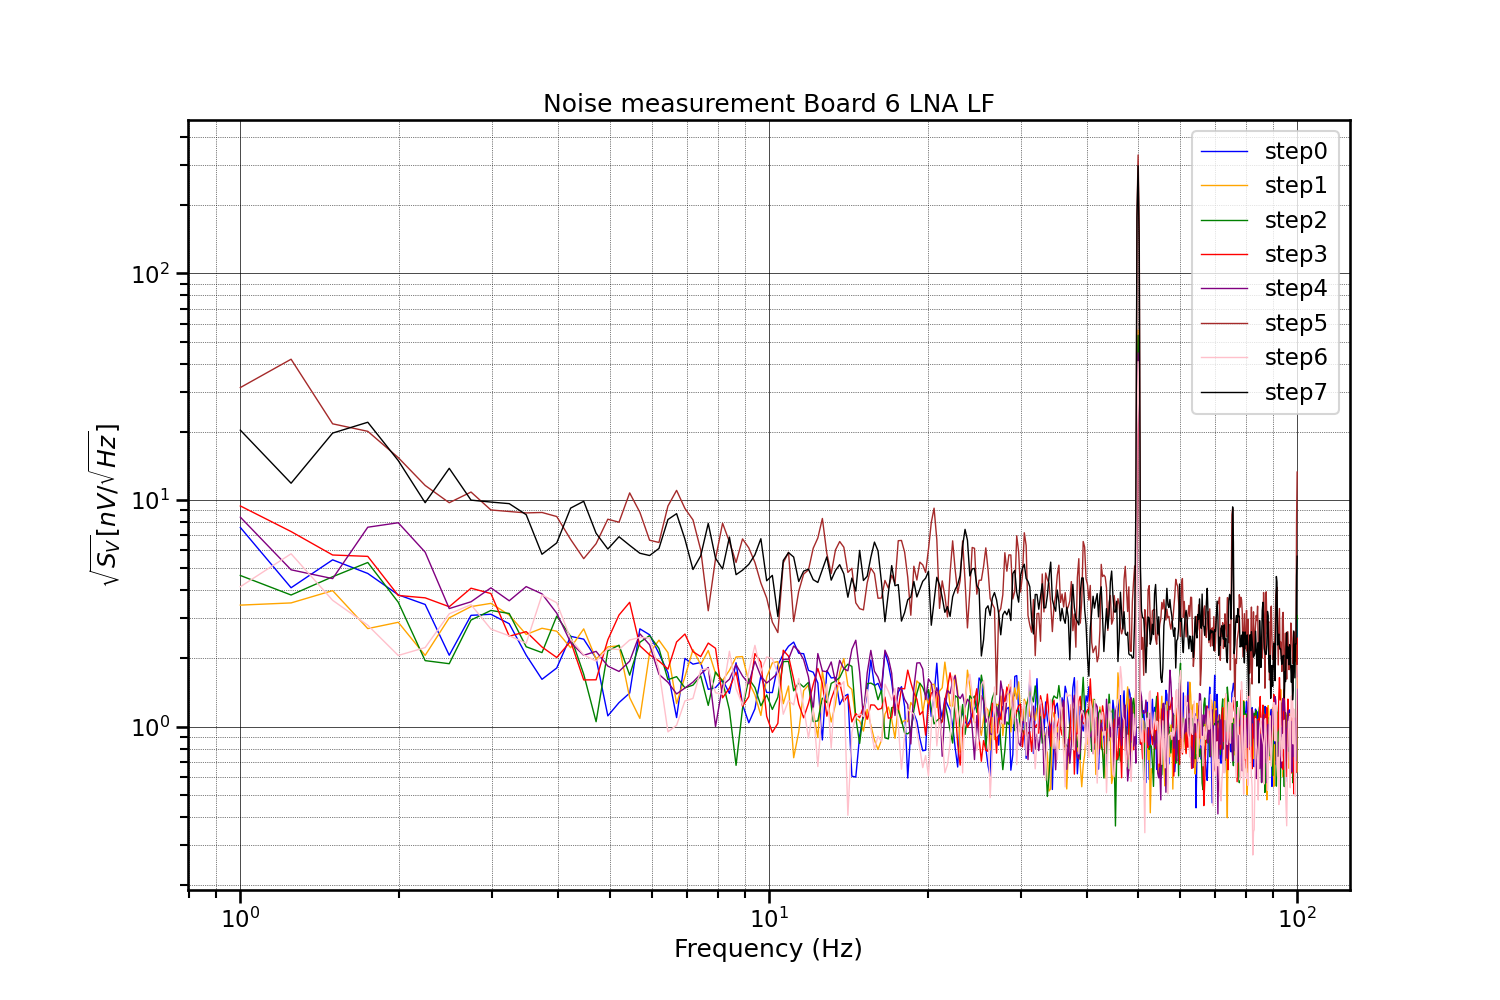 Noise measurement Board 6 LNA LF
step0
step1
step2
step3
step4
step5
step6
step7
10²
10¹
10⁰
√S_V [nV/√Hz]
10⁰ 10¹ 10²
Frequency (Hz)